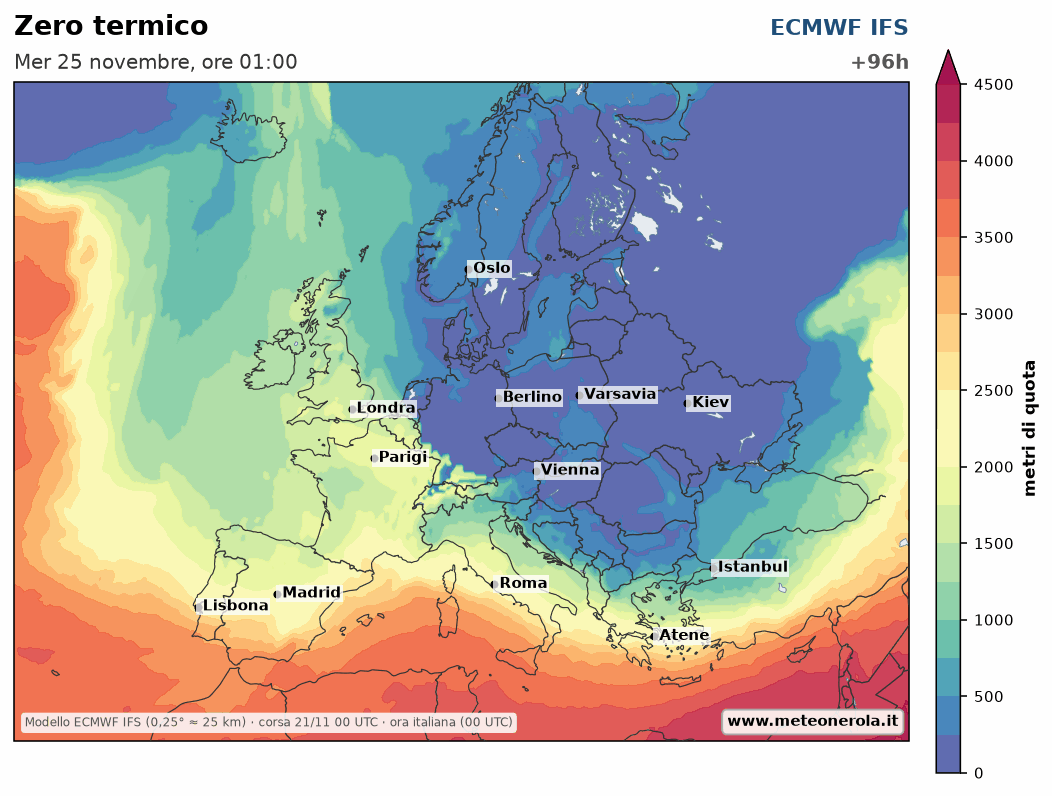 Zero termico
ECMWF IFS
Mer 25 novembre, ore 01:00
+96h
4500
4000
3500
3000
2500
2000
1500
1000
500
0
metri di quota
Oslo
Berlino
Varsavia
Kiev
Londra
Parigi
Vienna
Istanbul
Roma
Madrid
Lisbona
Atene
Modello ECMWF IFS (0,25° ≈ 25 km) · corsa 21/11 00 UTC · ora italiana (00 UTC)
www.meteonerola.it